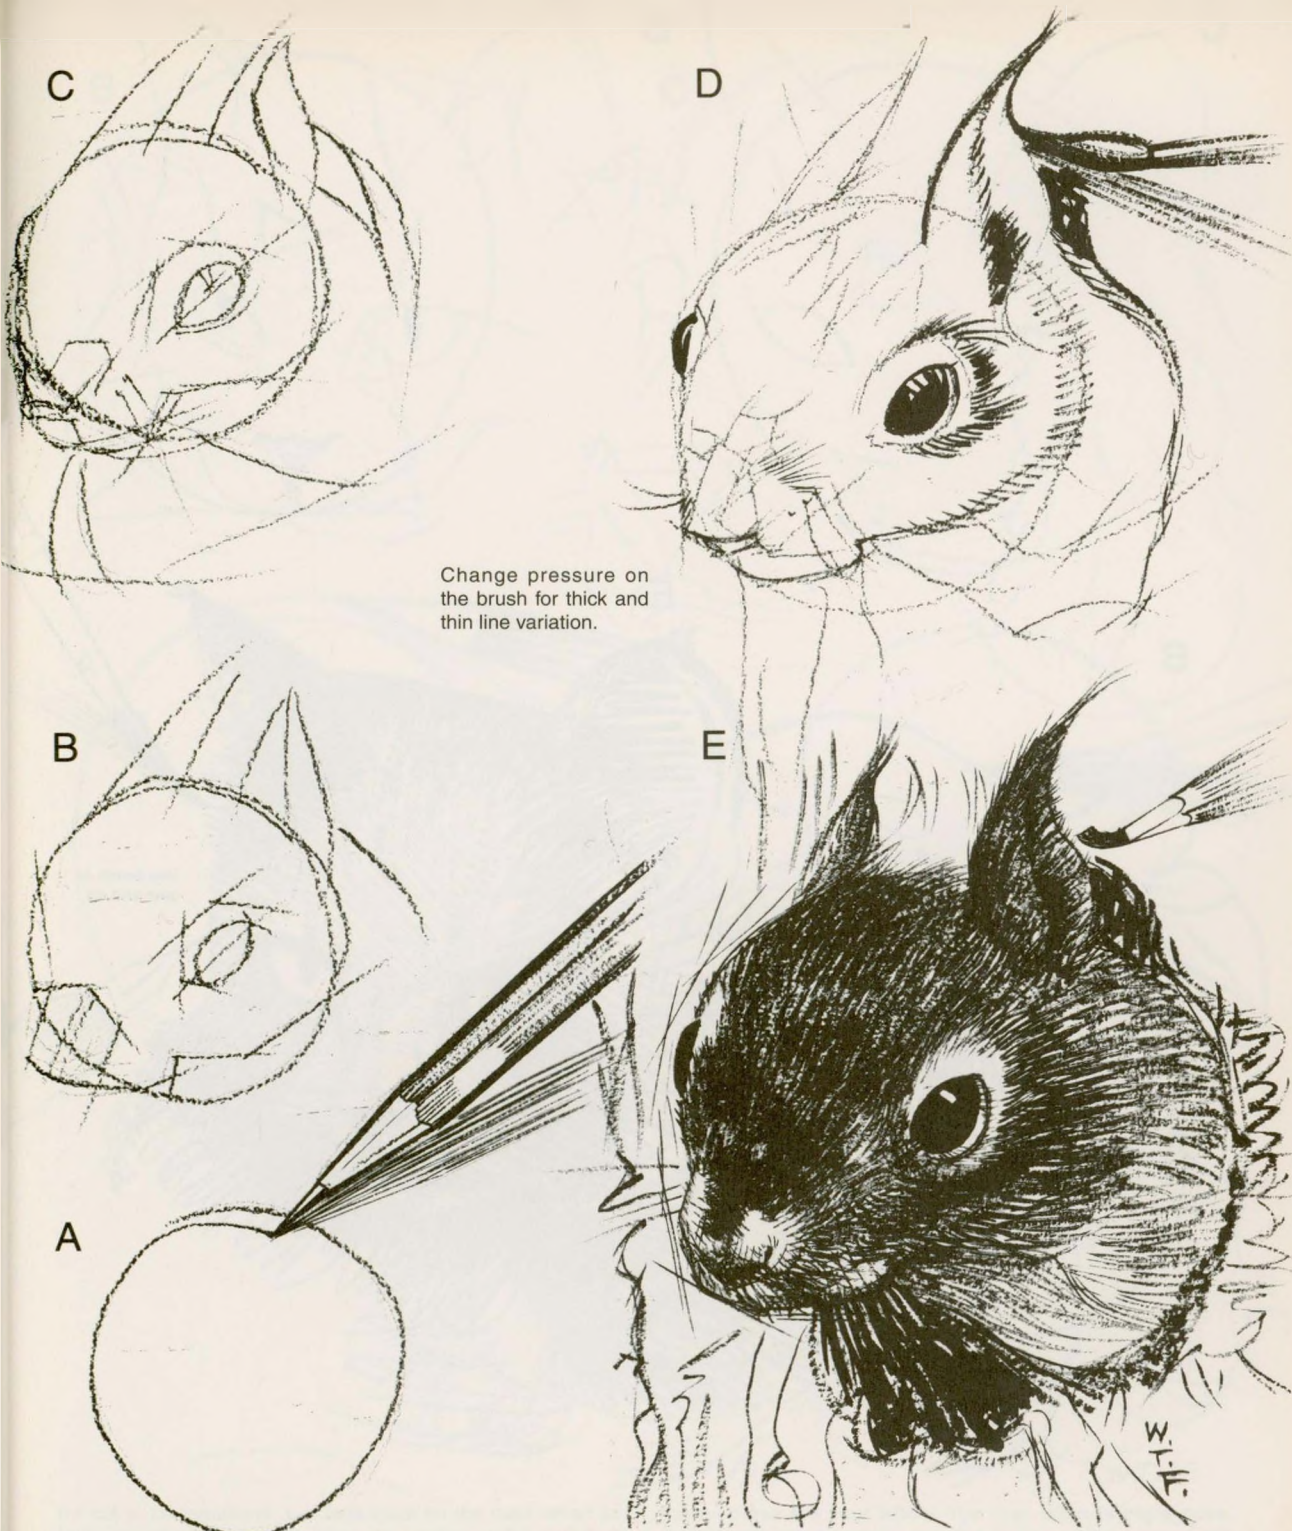 C
D
Change pressure on
the brush for thick and
thin line variation.
B
E
A
W.
T.F.